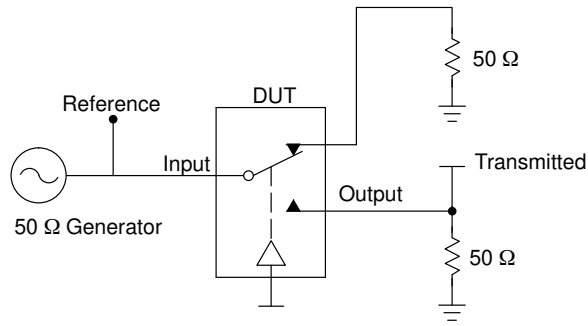 50 Ω
DUT
Reference
Input
Transmitted
Output
50 Ω Generator
50 Ω